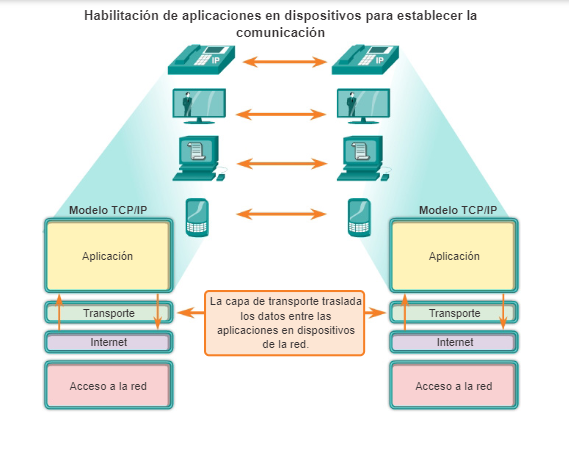 Habilitación de aplicaciones en dispositivos para establecer la
comunicación
IP
IP
Modelo TCP/IP
Modelo TCP/IP
Aplicación
Aplicación
La capa de transporte traslada
los datos entre las
aplicaciones en dispositivos
de la red.
Transporte
Transporte
Internet
Internet
Acceso a la red
Acceso a la red